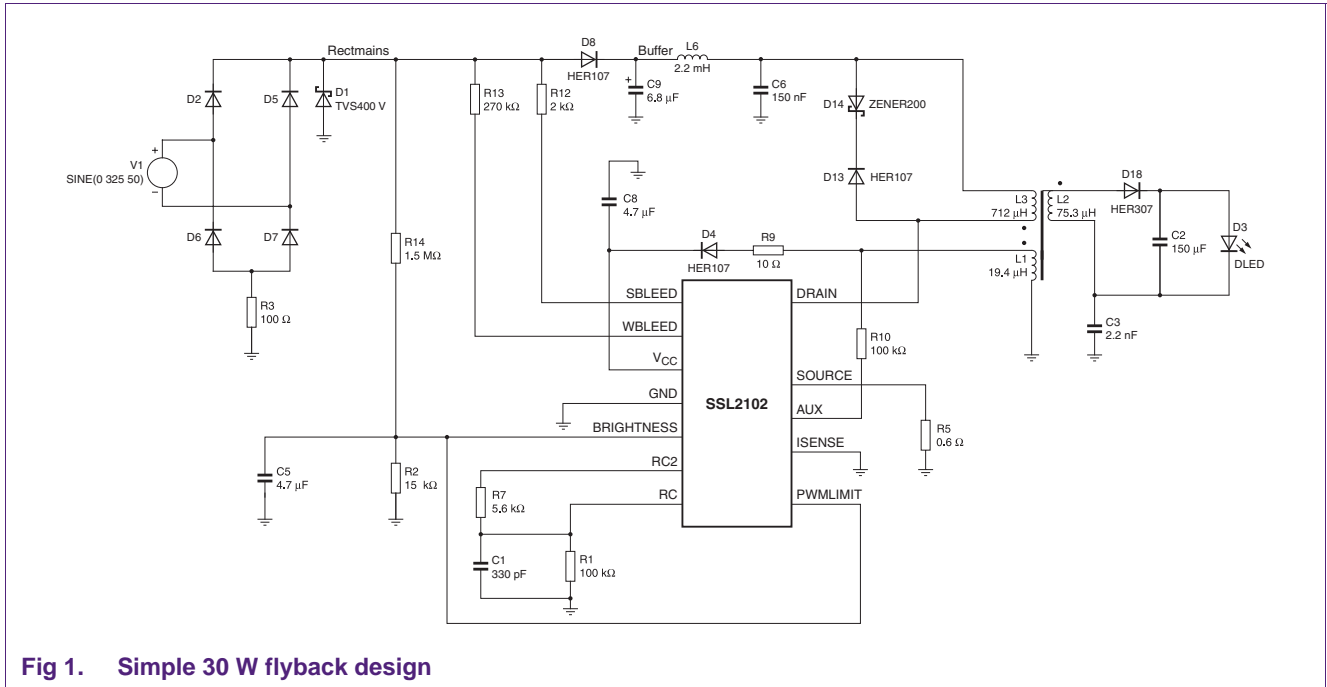 Rectmains
D8
HER107
Buffer
L6
2.2 mH
D2
D5
D1
TVS400 V
R13
270 kΩ
R12
2 kΩ
+
C9
6.8 μF
C6
150 nF
D14
ZENER200
+
V1
SINE(0 325 50)
–
D13
HER107
C8
4.7 μF
D18
HER307
L3
712 μH
L2
75.3 μH
D6
D7
R14
1.5 MΩ
D4
HER107
R9
10 Ω
C2
150 μF
D3
DLED
L1
19.4 μH
R3
100 Ω
SBLEED
DRAIN
WBLEED
R10
100 kΩ
C3
2.2 nF
VCC
SOURCE
SSL2102
GND
AUX
BRIGHTNESS
R5
0.6 Ω
ISENSE
C5
4.7 μF
R2
15 kΩ
RC2
R7
5.6 kΩ
RC
PWMLIMIT
C1
330 pF
R1
100 kΩ
Fig 1. Simple 30 W flyback design